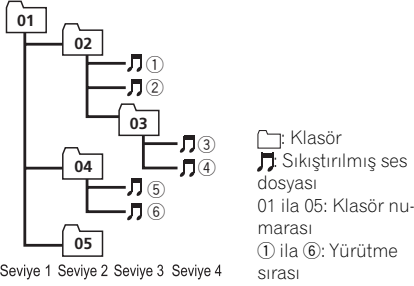 01
02
①
②
03
③
④
04
⑤
⑥
05
Seviye 1 Seviye 2 Seviye 3 Seviye 4
: Klasör
: Sıkıştırılmış ses
dosyası
01 ila 05: Klasör nu-
marası
① ila ⑥: Yürütme
sırası